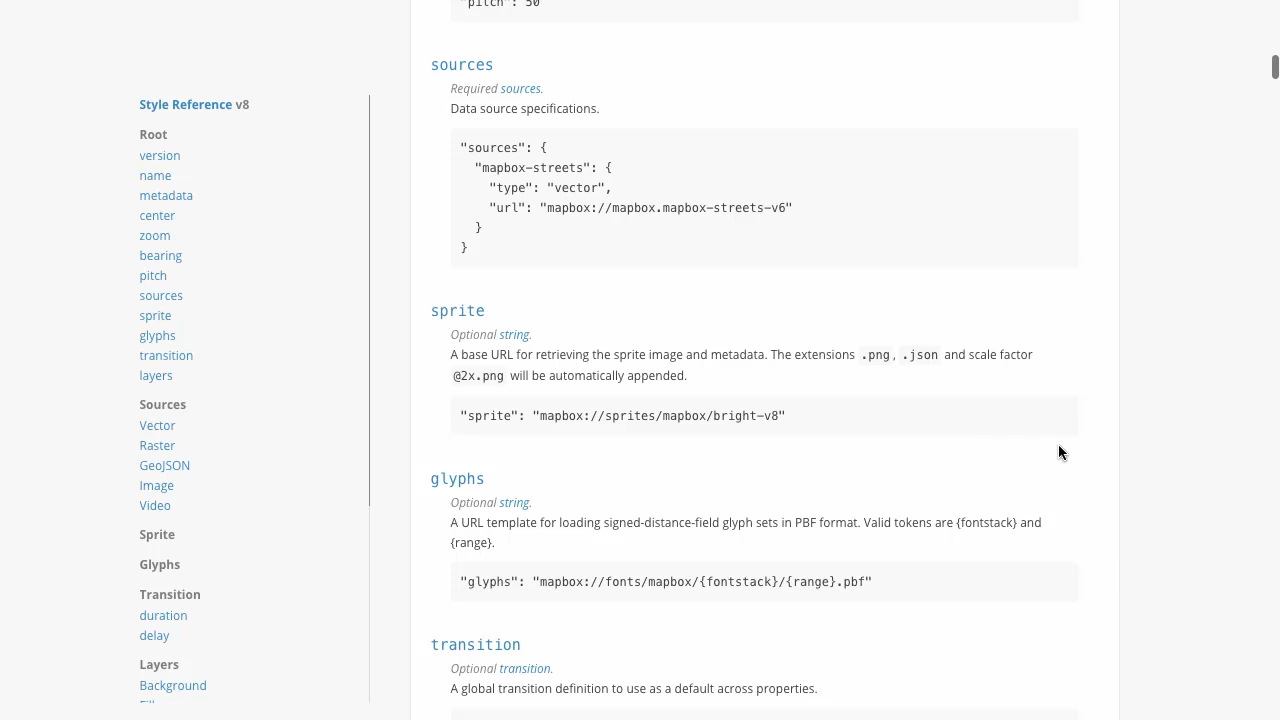 Style Reference v8
Root
version
name
metadata
center
zoom
bearing
pitch
sources
sprite
glyphs
transition
layers
Sources
Vector
Raster
GeoJSON
Image
Video
Sprite
Glyphs
Transition
duration
delay
Layers
Background
"pitch": 50
sources
Required sources.
Data source specifications.
"sources": {
"mapbox-streets": {
"type": "vector",
"url": "mapbox://mapbox.mapbox-streets-v6"
}
}
sprite
Optional string.
A base URL for retrieving the sprite image and metadata. The extensions .png, .json and scale factor
@2x.png will be automatically appended.
"sprite": "mapbox://sprites/mapbox/bright-v8"
glyphs
Optional string.
A URL template for loading signed-distance-field glyph sets in PBF format. Valid tokens are {fontstack} and
{range}.
"glyphs": "mapbox://fonts/mapbox/{fontstack}/{range}.pbf"
transition
Optional transition.
A global transition definition to use as a default across properties.